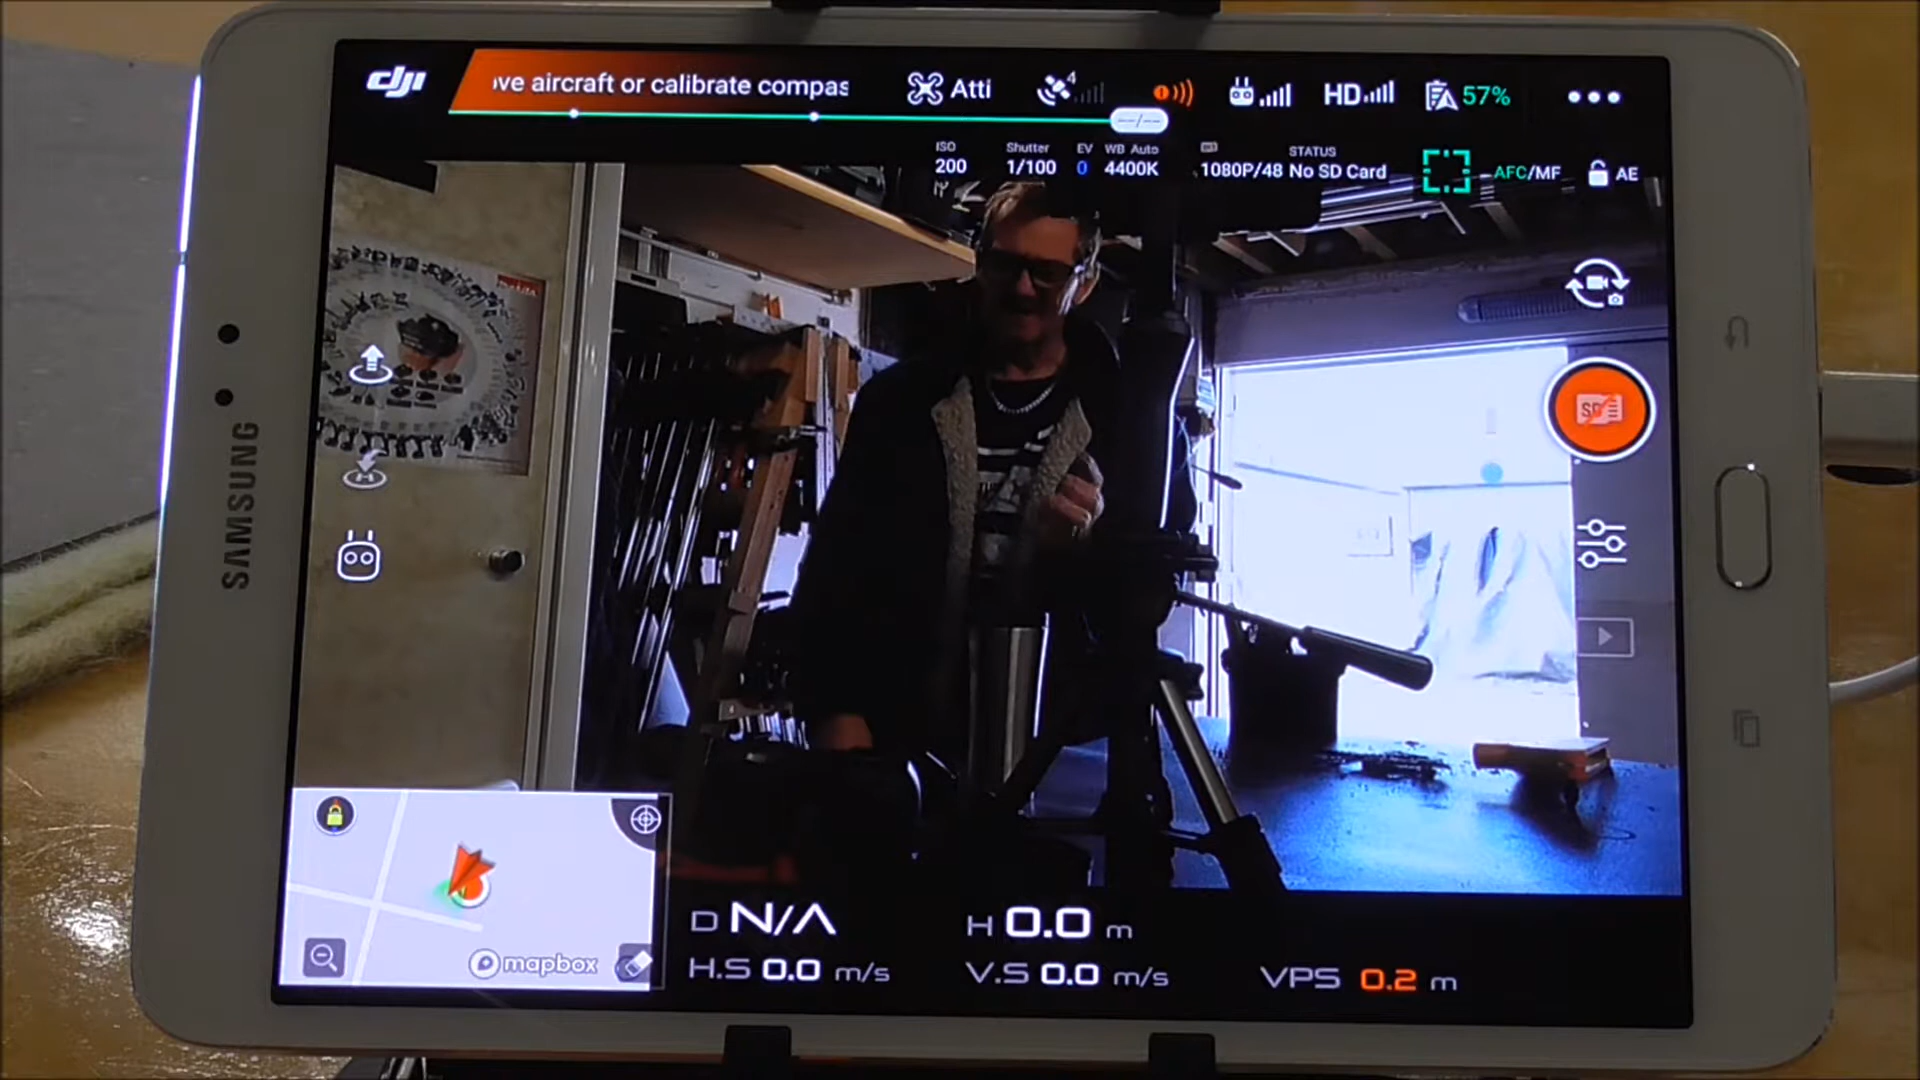 dji
ve aircraft or calibrate compas
Atti
4
HD
57%
ISO
200
Shutter
1/100
EV
0
WB Auto
4400K
1080P/48
STATUS
No SD Card
AFC/MF
AE
SAMSUNG
makita
SD
H
mapbox
D N/A
H 0.0 m
H.S 0.0 m/s
V.S 0.0 m/s
VPS 0.2 m